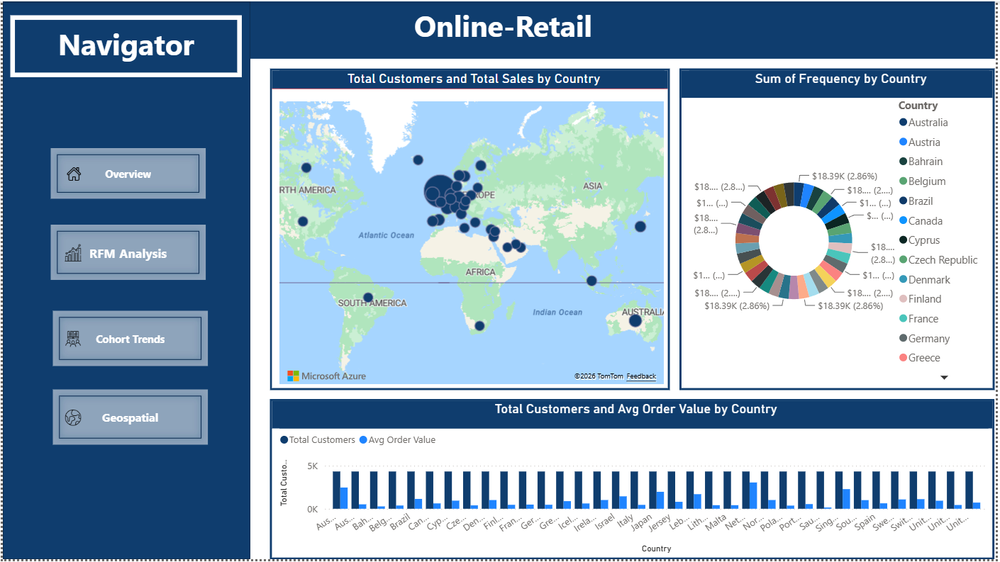 Navigator
Online-Retail
Overview
RFM Analysis
Cohort Trends
Geospatial
Total Customers and Total Sales by Country
RTH AMERICA
EUROPE
ASIA
Atlantic Ocean
AFRICA
SOUTH AMERICA
Indian Ocean
AUSTRALIA
Microsoft Azure
©2026 TomTom Feedback
Sum of Frequency by Country
$18.39K (2.86%)
$18.... (2....)
$1... (...)
$... (...)
$18....
(2.8...)
$1... (...)
$18.... (2....)
$18.39K (2.86%)
$18.39K (2.86%)
$18.... (2....)
$1... (...)
$18....
(2.8...)
$1... (...)
$18.... (2.8...)
Country
Australia
Austria
Bahrain
Belgium
Brazil
Canada
Cyprus
Czech Republic
Denmark
Finland
France
Germany
Greece
Total Customers and Avg Order Value by Country
Total Customers Avg Order Value
Total Custo...
5K
0K
Aus... Aus... Bah... Belg... Brazil Can... Cyp... Cze... Den... Finl... Fran... Ger... Gre... Icel... Irela... Israel Italy Japan Jersey Leb... Lith... Malta Net... Nor... Pola... Port... Sau... Sing... Sou... Spain Swe... Swit... Unit... Unit... Unit...
Country